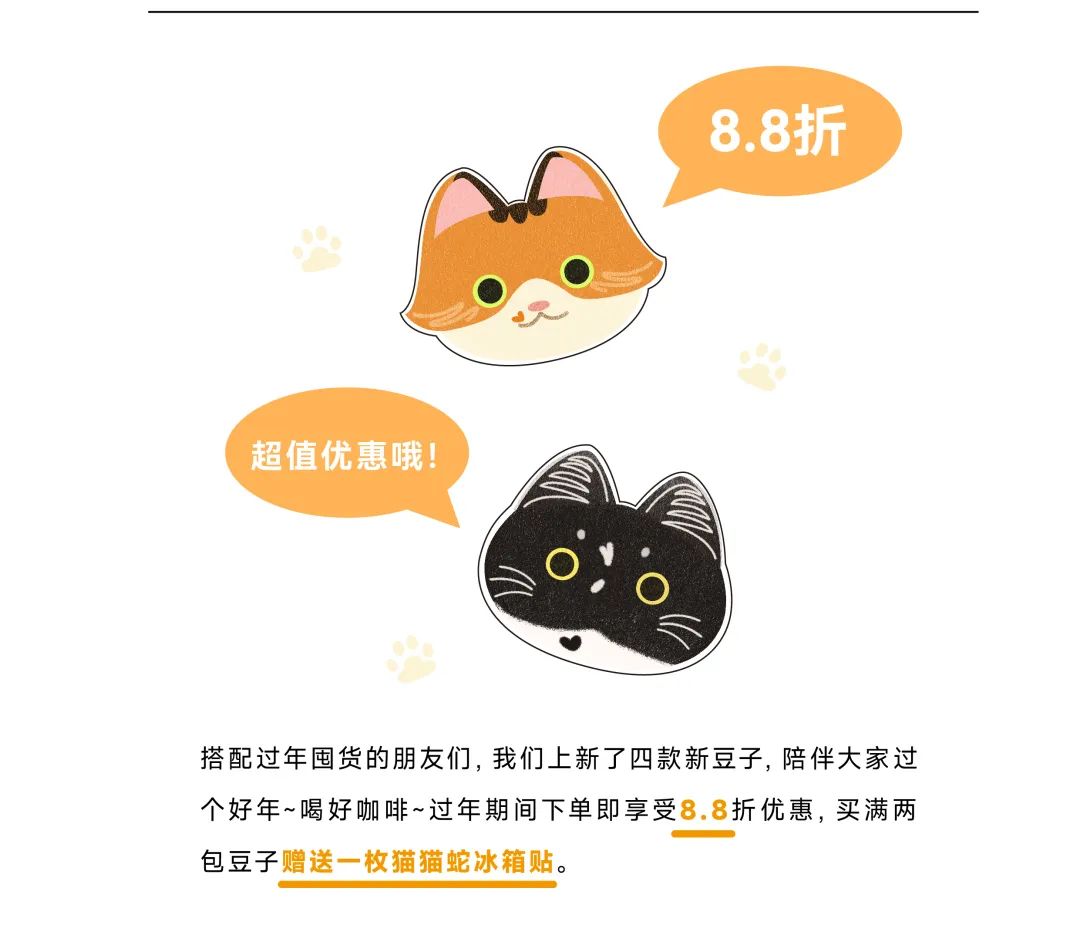 8.8折
超值优惠哦!
搭配过年囤货的朋友们, 我们上新了四款新豆子, 陪伴大家过
个好年~喝好咖啡~过年期间下单即享受8.8折优惠, 买满两
包豆子赠送一枚猫猫蛇冰箱贴。